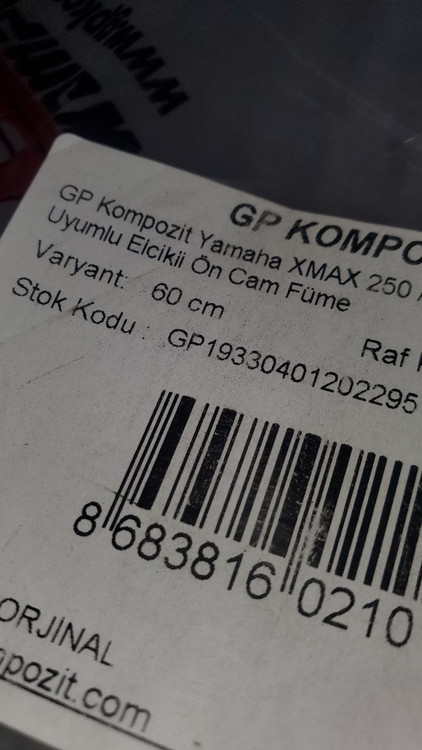 GP KOMPO
GP Kompozit Yamaha XMAX 250 /
Uyumlu Elcikli Ön Cam Füme
Varyant: 60 cm
Raf
Stok Kodu : GP19330401202295
8 683816 0210
ORJINAL
pozit.com